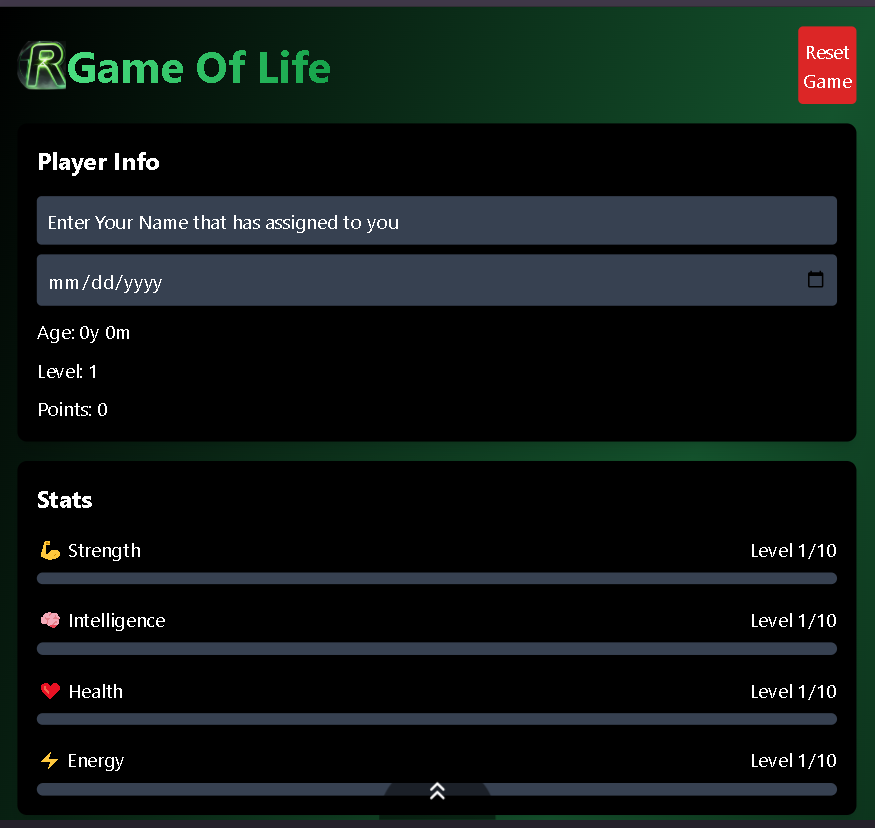 R Game Of Life
Reset
Game
Player Info
Enter Your Name that has assigned to you
mm/dd/yyyy
Age: 0y 0m
Level: 1
Points: 0
Stats
Strength Level 1/10
Intelligence Level 1/10
Health Level 1/10
Energy Level 1/10